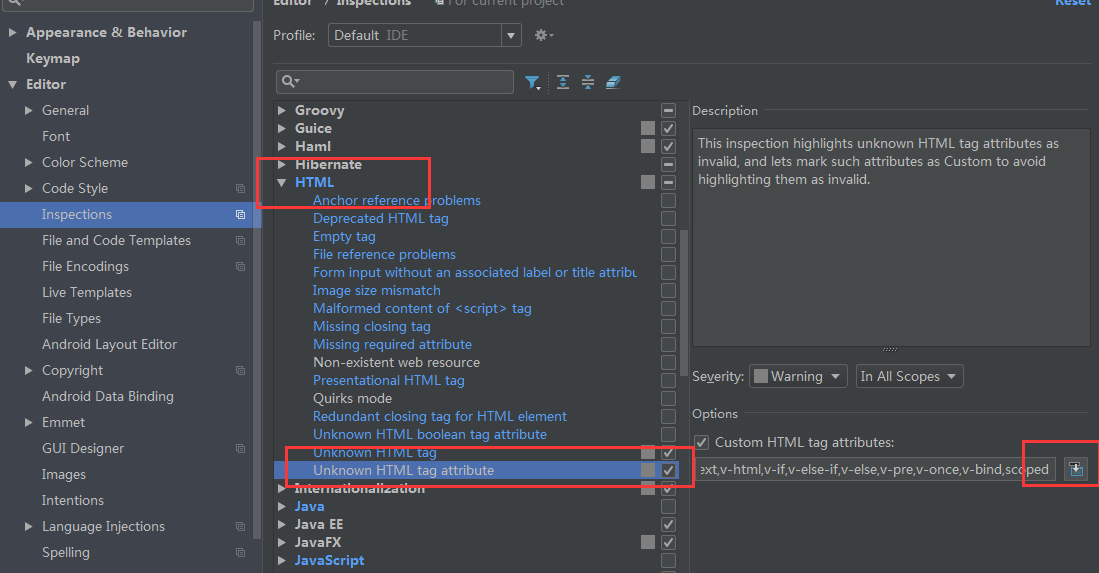 Editor / Inspections For current project Reset
Appearance & Behavior
Keymap
Editor
General
Font
Color Scheme
Code Style
Inspections
File and Code Templates
File Encodings
Live Templates
File Types
Android Layout Editor
Copyright
Android Data Binding
Emmet
GUI Designer
Images
Intentions
Language Injections
Spelling
Profile: Default IDE
Groovy
Guice
Haml
Hibernate
HTML
Anchor reference problems
Deprecated HTML tag
Empty tag
File reference problems
Form input without an associated label or title attribu
Image size mismatch
Malformed content of <script> tag
Missing closing tag
Missing required attribute
Non-existent web resource
Presentational HTML tag
Quirks mode
Redundant closing tag for HTML element
Unknown HTML boolean tag attribute
Unknown HTML tag
Unknown HTML tag attribute
Internationalization
Java
Java EE
JavaFX
JavaScript
Description
This inspection highlights unknown HTML tag attributes as
invalid, and lets mark such attributes as Custom to avoid
highlighting them as invalid.
Severity: Warning In All Scopes
Options
Custom HTML tag attributes:
ext,v-html,v-if,v-else-if,v-else,v-pre,v-once,v-bind,scoped